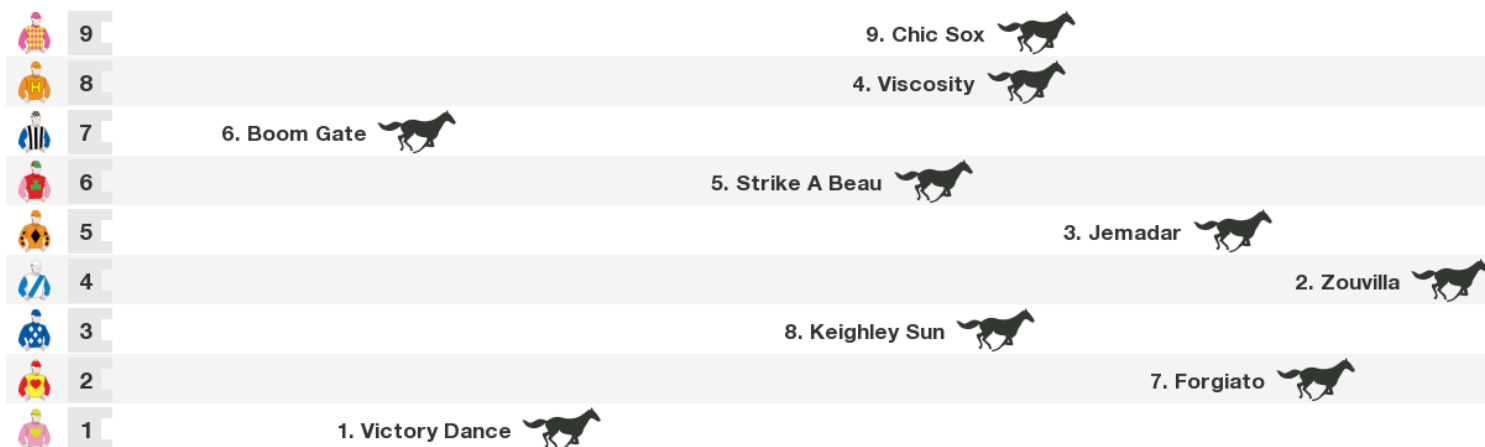 9 9. Chic Sox
8 H 4. Viscosity
7 6. Boom Gate
6 5. Strike A Beau
5 3. Jemadar
4 2. Zouvilla
3 8. Keighley Sun
2 7. Forgiato
1 1. Victory Dance